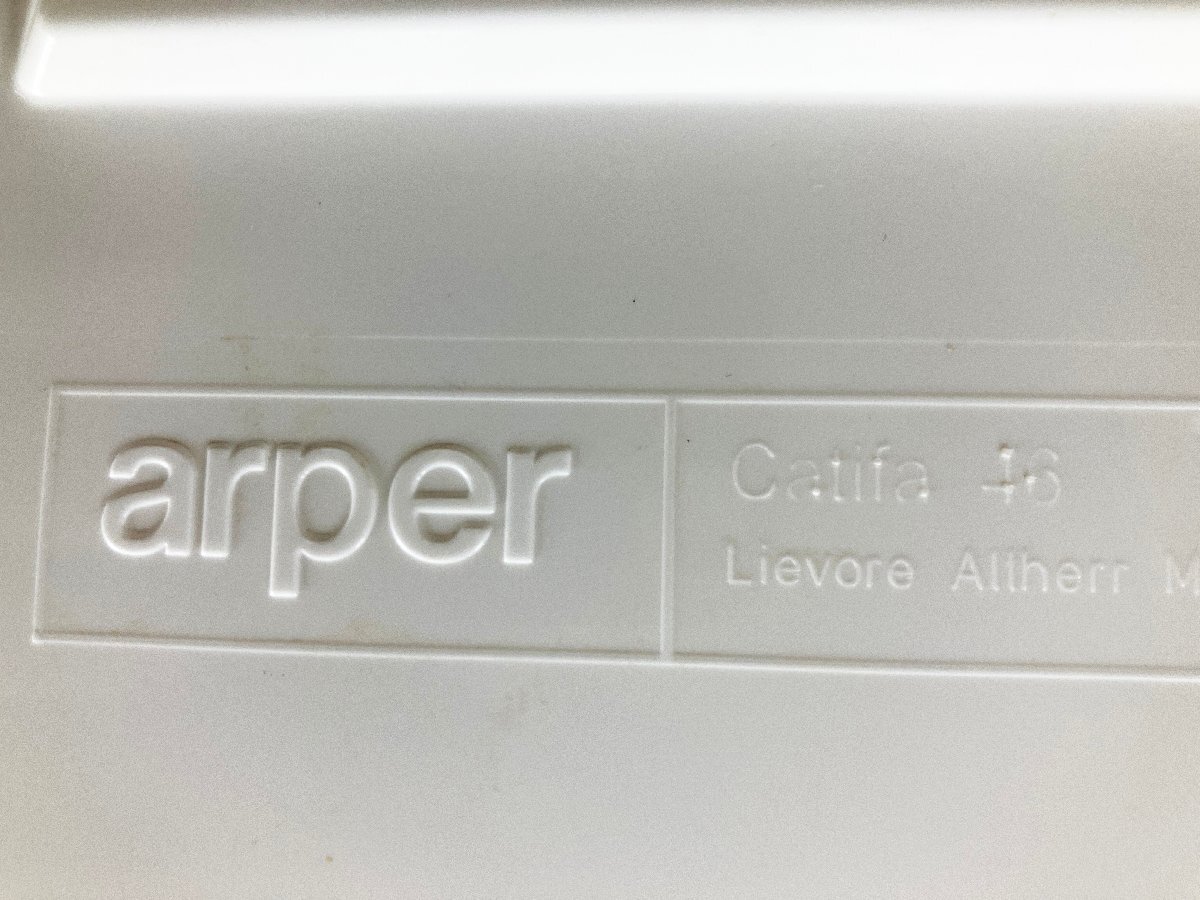 arper
Catifa 46
Lievore Altherr M